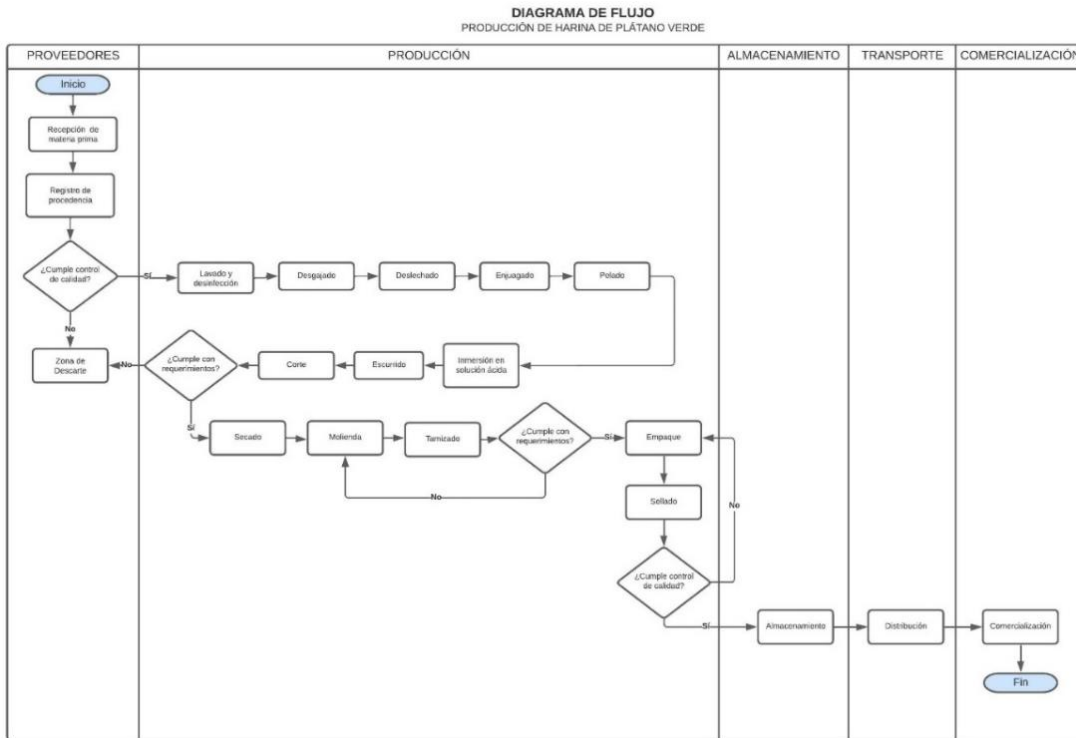 DIAGRAMA DE FLUJO
PRODUCCIÓN DE HARINA DE PLÁTANO VERDE
PROVEEDORES
PRODUCCIÓN
ALMACENAMIENTO
TRANSPORTE
COMERCIALIZACIÓN
Inicio
Recepción de
materia prima
Registro de
procedencia
¿Cumple control
de calidad?
Sí
Lavado y
desinfección
Desgajado
Deslechado
Enjuagado
Pelado
No
Zona de
Descarte
No
¿Cumple con
requerimientos?
Corte
Escurrido
Inmersión en
solución ácida
Sí
Secado
Molienda
Tamizado
¿Cumple con
requerimientos?
Sí
Empaque
No
Sellado
No
¿Cumple control
de calidad?
Sí
Almacenamiento
Distribución
Comercialización
Fin